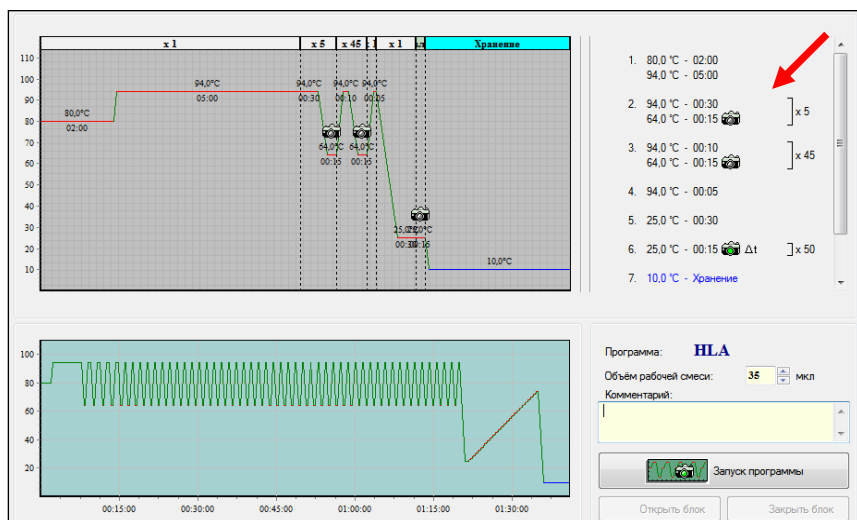 x 1 x 5 x 45 x 1 Хранение
110
100
90
80
70
60
50
40
30
20
10
80,0°C
02:00
94,0°C
05:00
94,0°C 94,0°C 94,0°C
00:30 00:10 00:05
64,0°C 64,0°C
00:15 00:15
25,0°C
00:30 00:15
10,0°C
1. 80,0 °C - 02:00
94,0 °C - 05:00
2. 94,0 °C - 00:30
64,0 °C - 00:15
x 5
3. 94,0 °C - 00:10
64,0 °C - 00:15
x 45
4. 94,0 °C - 00:05
5. 25,0 °C - 00:30
6. 25,0 °C - 00:15 Δt x 50
7. 10,0 °C - Хранение
100
80
60
40
20
00:15:00 00:30:00 00:45:00 01:00:00 01:15:00 01:30:00
Программа: HLA
Объём рабочей смеси: 35 мкл
Комментарий:
Запуск программы
Открыть блок Закрыть блок